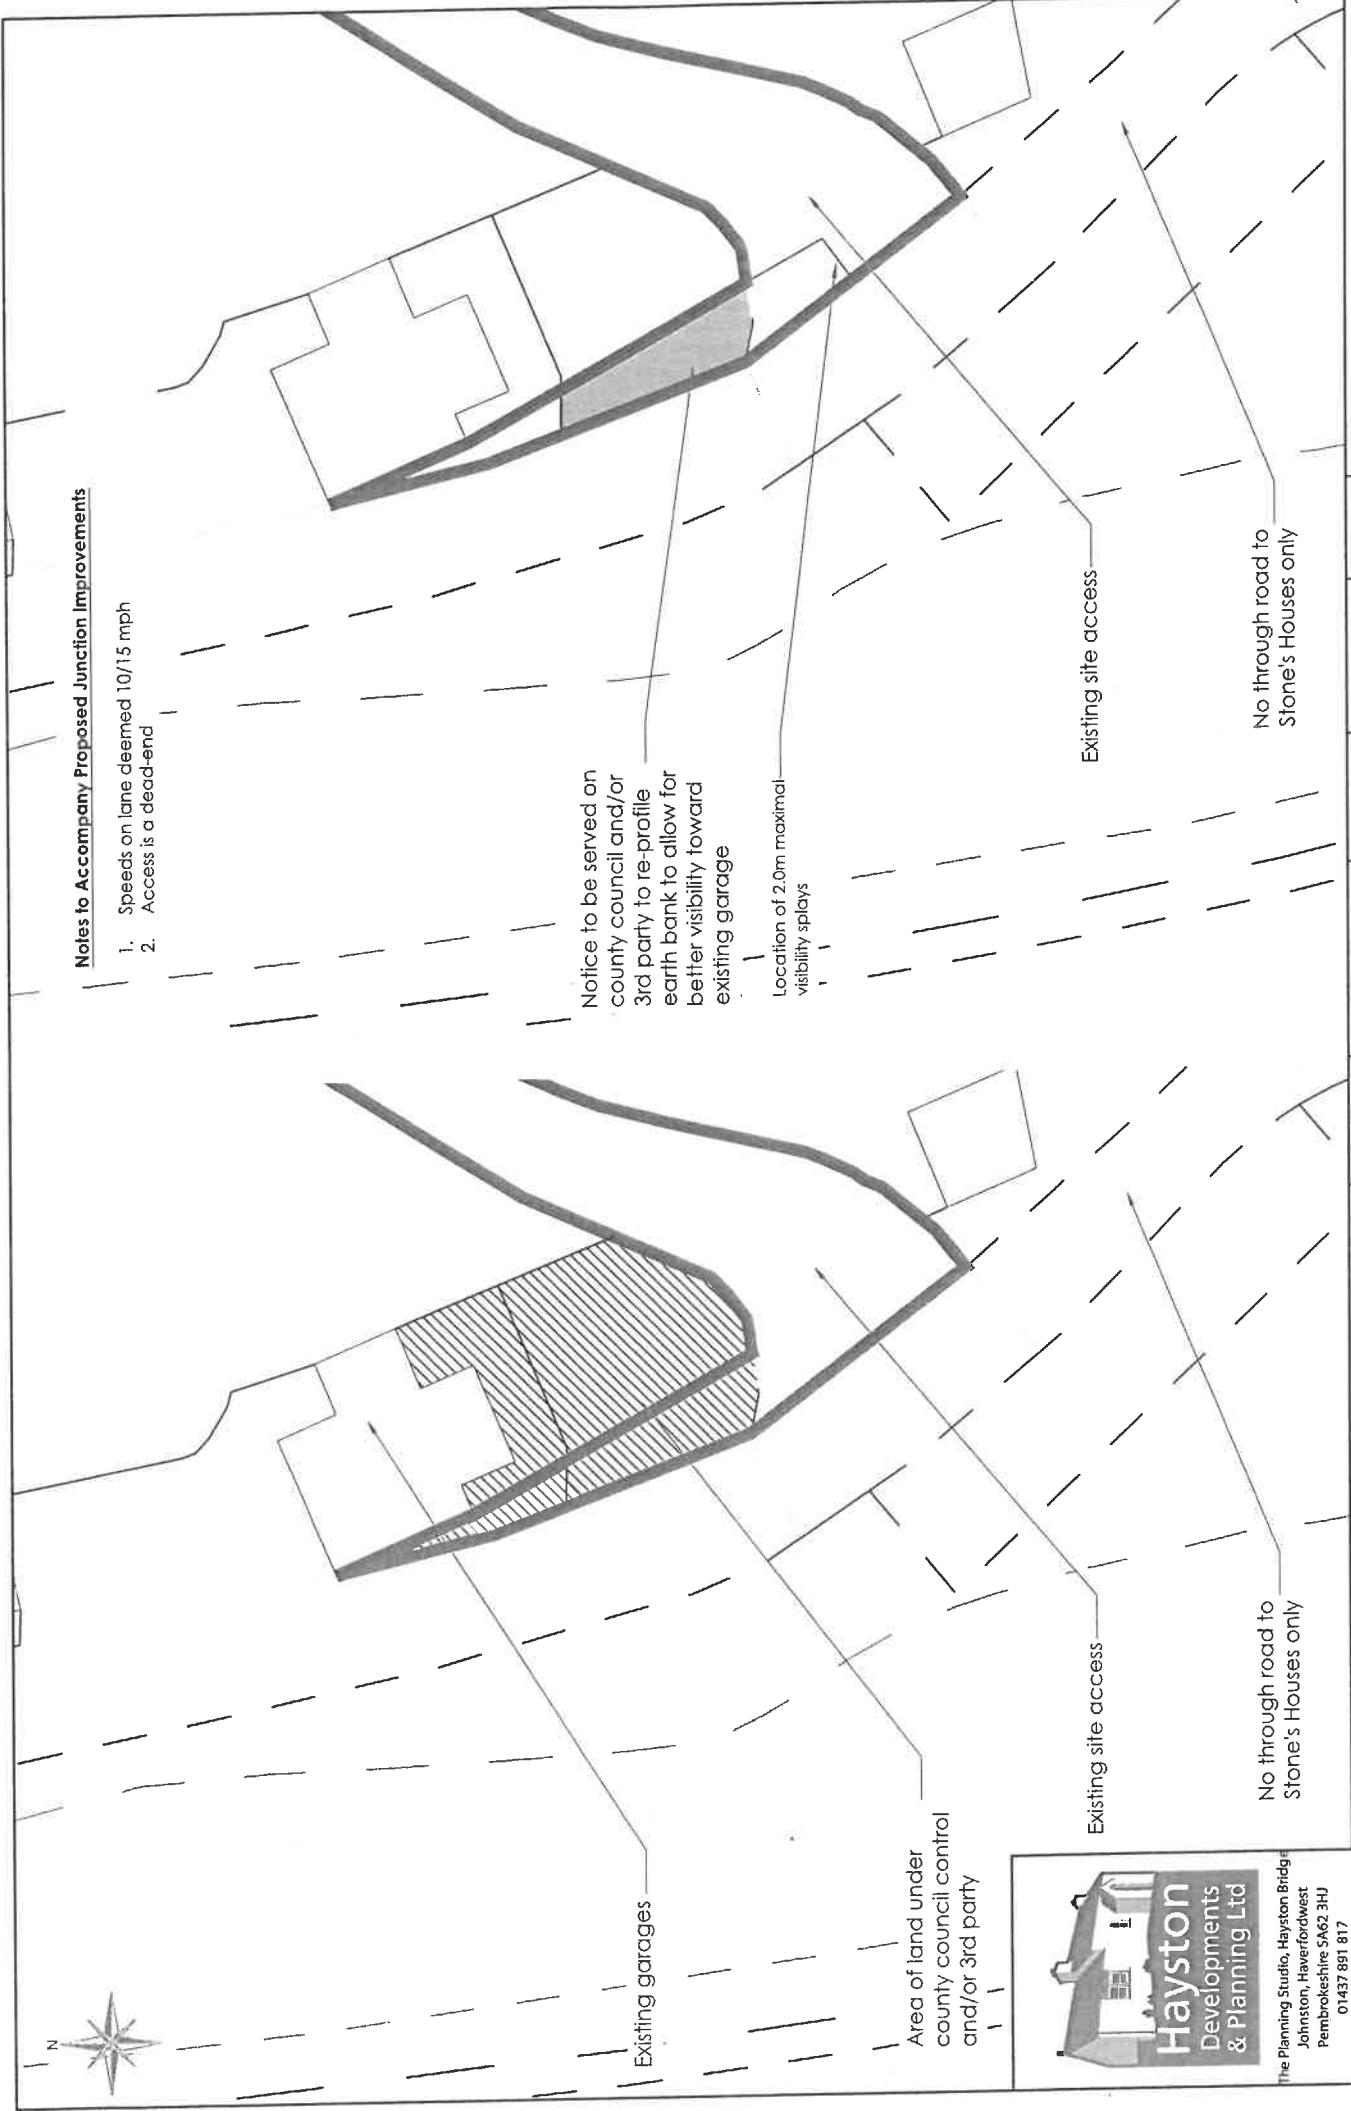 N
Existing garages
Area of land under
county council control
and/or 3rd party
Existing site access
No through road to
Stone's Houses only
Hayston
Developments
& Planning Ltd
The Planning Studio, Hayston Bridge
Johnston, Haverfordwest
Pembrokeshire SA62 3HJ
01437 891 817
Notes to Accompany Proposed Junction Improvements
1. Speeds on lane deemed 10/15 mph
2. Access is a dead-end
Notice to be served on
county council and/or
3rd party to re-profile
earth bank to allow for
better visibility toward
existing garage
Location of 2.0m maximal
visibility splays
Existing site access
No through road to
Stone's Houses only